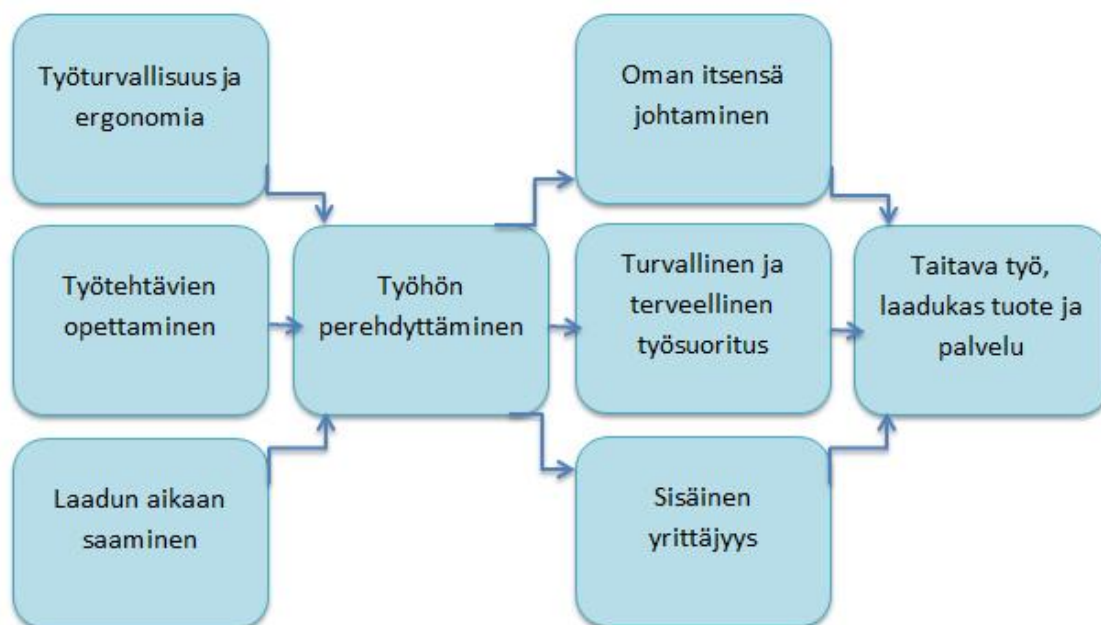 Työturvallisuus ja
ergonomia
Työtehtävien
opettaminen
Laadun aikaan
saaminen
Työhön
perehdyttäminen
Oman itsensä
johtaminen
Turvallinen ja
terveellinen
työsuoritus
Sisäinen
yrittäjyys
Taitava työ,
laadukas tuote ja
palvelu